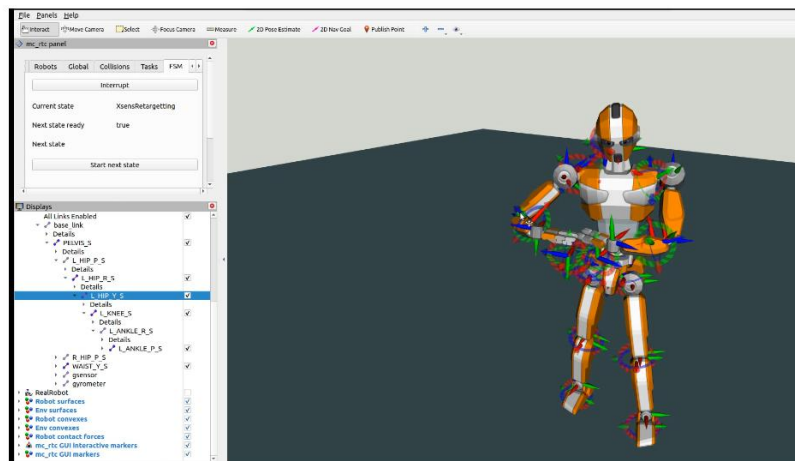 File Panels Help
Interact Move Camera Select Focus Camera Measure 2D Pose Estimate 2D Nav Goal Publish Point
mc_rtc panel
Robots Global Collisions Tasks FSM
Interrupt
Current state XsensRetargetting
Next state ready true
Next state
Start next state
Displays
All Links Enabled
base_link
Details
PELVIS_S
Details
L_HIP_P_S
Details
L_HIP_R_S
Details
L_HIP_Y_S
Details
L_KNEE_S
Details
L_ANKLE_R_S
Details
L_ANKLE_P_S
R_HIP_P_S
WAIST_Y_S
gsensor
gyrometer
RealRobot
Robot surfaces
Env surfaces
Robot convexes
Env convexes
Robot contact forces
mc_rtc GUI Interactive markers
mc_rtc GUI markers